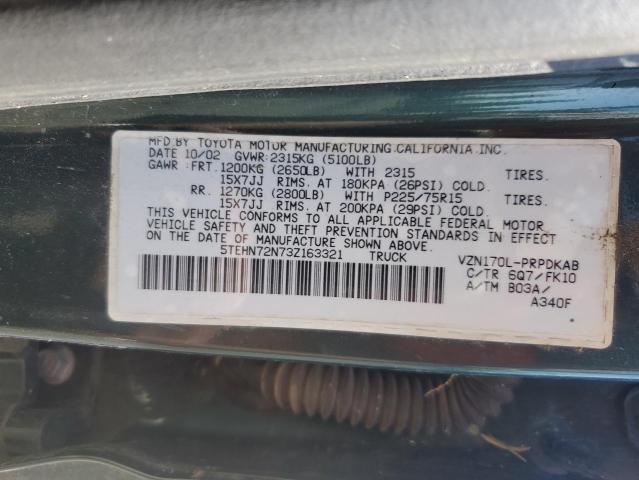 MFD.BY TOYOTA MOTOR MANUFACTURING,CALIFORNIA,INC.
DATE 10/02 GVWR:2315KG (5100LB)
GAWR: FRT.1200KG (2650LB) WITH 2315 TIRES.
15X7JJ RIMS. AT 180KPA (26PSI) COLD.
RR. 1270KG (2800LB) WITH P225/75R15 TIRES.
15X7JJ RIMS. AT 200KPA (29PSI) COLD.
THIS VEHICLE CONFORMS TO ALL APPLICABLE FEDERAL MOTOR
VEHICLE SAFETY AND THEFT PREVENTION STANDARDS IN EFFECT
ON THE DATE OF MANUFACTURE SHOWN ABOVE.
5TEHN72N73Z163321 TRUCK
VZN170L-PRPDKAB
C/TR 6Q7/FK10
A/TM B03A/
A340F